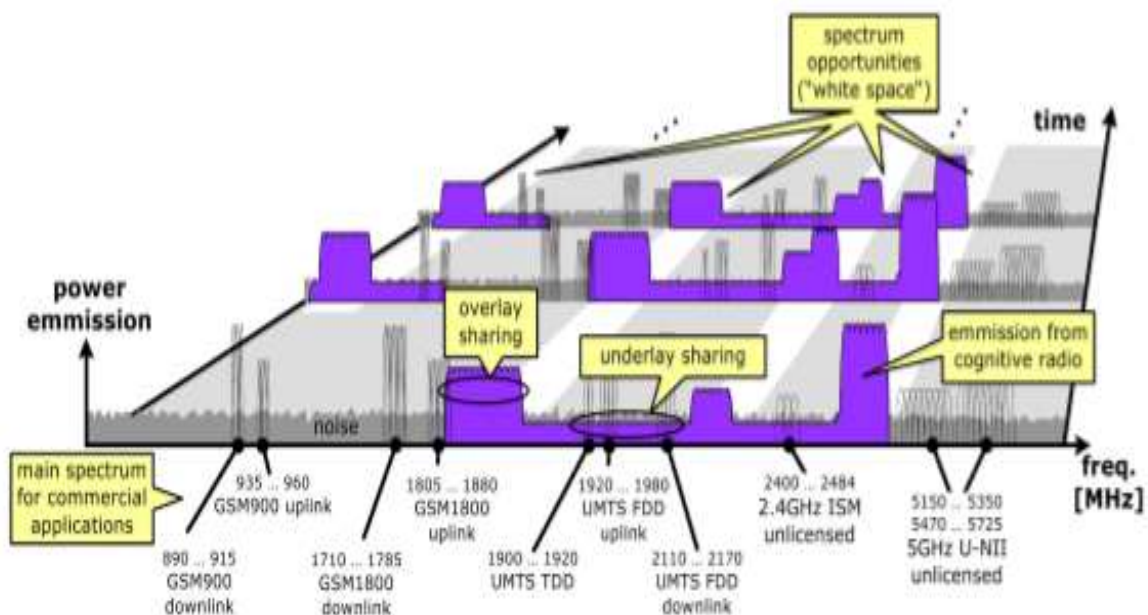 spectrum
opportunities
("white space")
time
power
emmission
overlay
sharing
underlay sharing
emmission from
cognitive radio
noise
main spectrum
for commercial
applications
freq.
[MHz]
935 ... 960
GSM900 uplink
1805 ... 1880
GSM1800
uplink
1920 ... 1980
UMTS FDD
uplink
2400 ... 2484
2.4GHz ISM
unlicensed
5150 ... 5350
5470 ... 5725
5GHz U-NII
unlicensed
890 ... 915
GSM900
downlink
1710 ... 1785
GSM1800
downlink
1900 ... 1920
UMTS TDD
2110 ... 2170
UMTS FDD
downlink